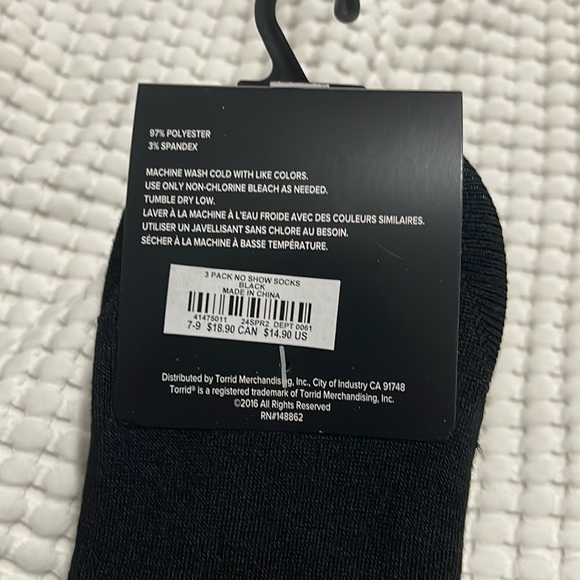 97% POLYESTER
3% SPANDEX
MACHINE WASH COLD WITH LIKE COLORS.
USE ONLY NON-CHLORINE BLEACH AS NEEDED.
TUMBLE DRY LOW.
LAVER À LA MACHINE À L'EAU FROIDE AVEC DES COULEURS SIMILAIRES.
UTILISER UN JAVELLISANT SANS CHLORE AU BESOIN.
SÉCHER À LA MACHINE À BASSE TEMPÉRATURE.
3 PACK NO SHOW SOCKS
BLACK
MADE IN CHINA
41475011 24SPR2 DEPT 0061
7-9 $18.90 CAN $14.90 US
Distributed by Torrid Merchandising, Inc., City of Industry CA 91748
Torrid® is a registered trademark of Torrid Merchandising, Inc.
©2016 All Rights Reserved
RN#148862